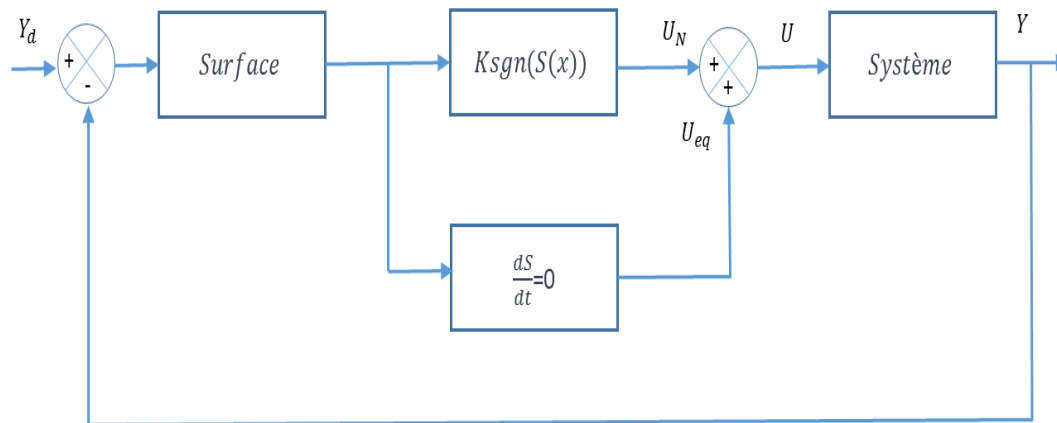 Y_d
+
-
Surface
Ksgn(S(x))
U_N
+
+
U
Système
Y
U_eq
dS/dt=0